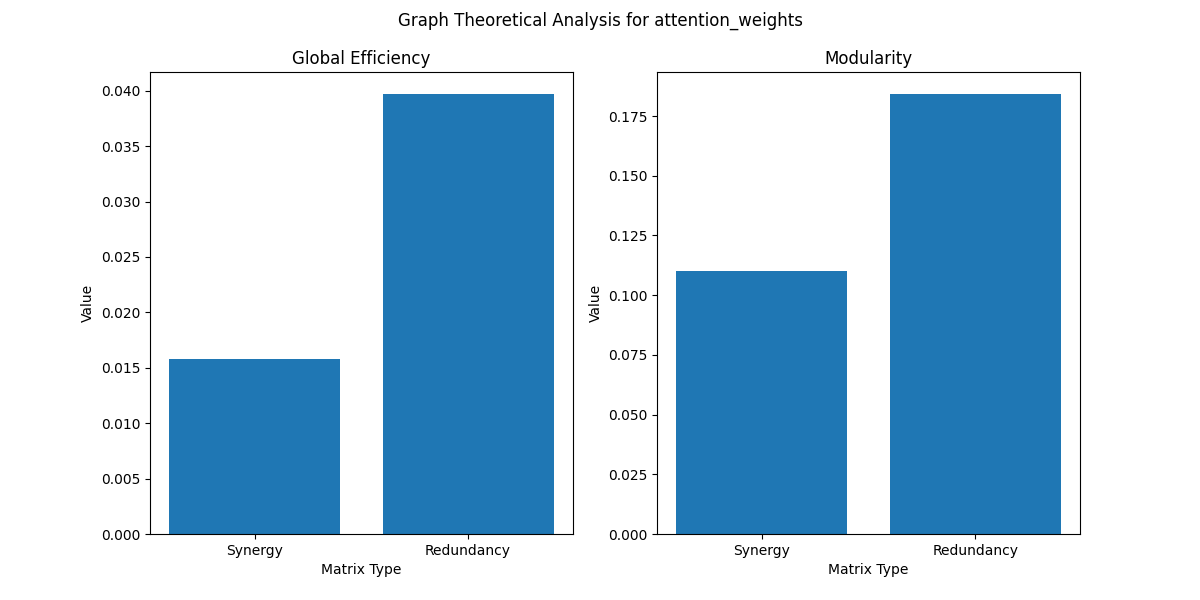 Graph Theoretical Analysis for attention_weights
Global Efficiency
0.040
0.035
0.030
0.025
0.020
0.015
0.010
0.005
0.000
Value
Synergy Redundancy
Matrix Type
Modularity
0.175
0.150
0.125
0.100
0.075
0.050
0.025
0.000
Value
Synergy Redundancy
Matrix Type